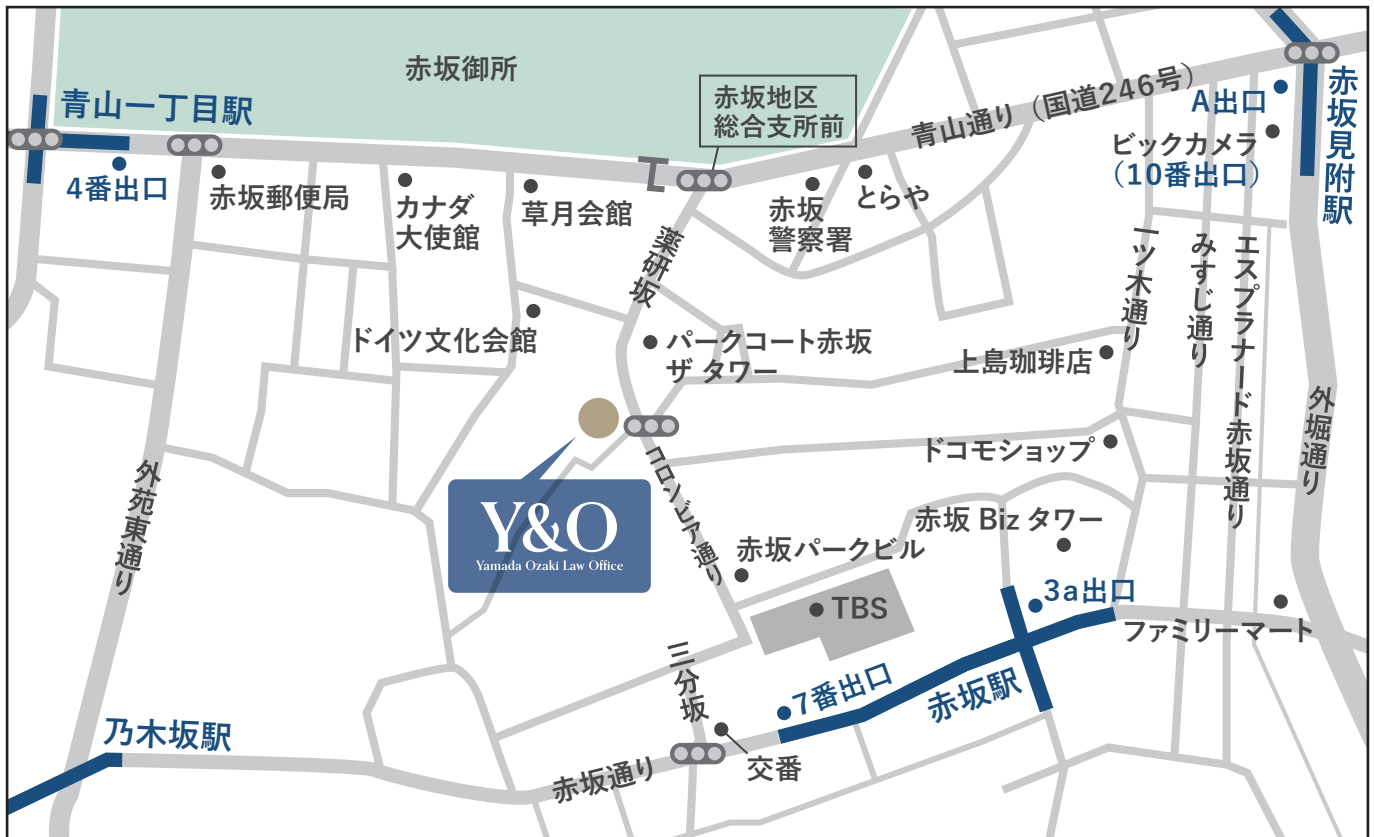 赤坂御所
青山一丁目駅
4番出口
赤坂郵便局
カナダ
大使館
草月会館
赤坂地区
総合支所前
赤坂
警察署
とらや
青山通り（国道246号）
A出口
ビックカメラ
（10番出口）
赤坂見附駅
薬研坂
一ツ木通り
みすじ通り
エスプラナード赤坂通り
外堀通り
ドイツ文化会館
パークコート赤坂
ザ タワー
上島珈琲店
ドコモショップ
外苑東通り
コロンビア通り
Y&O
Yamada Ozaki Law Office
赤坂パークビル
赤坂 Biz タワー
TBS
3a出口
ファミリーマート
三分坂
7番出口
赤坂駅
乃木坂駅
赤坂通り
交番